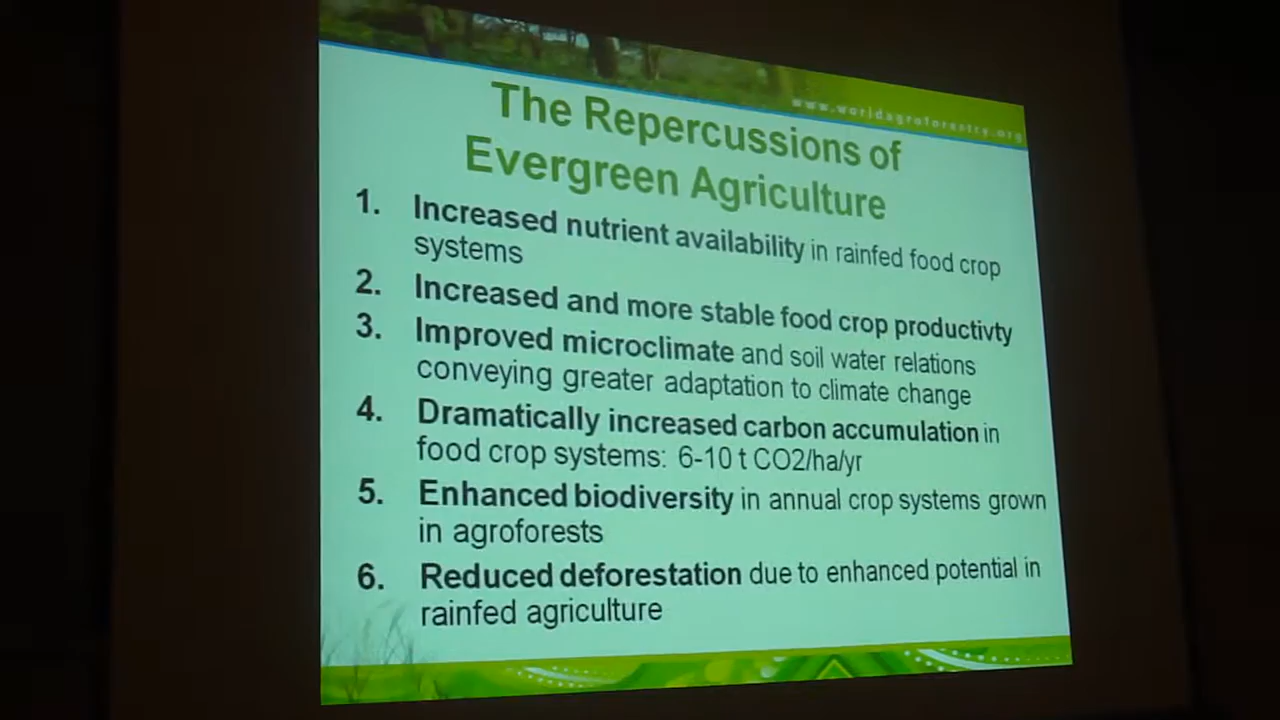 www.worldagroforestry.org
The Repercussions of
Evergreen Agriculture
1. Increased nutrient availability in rainfed food crop
systems
2. Increased and more stable food crop productivty
3. Improved microclimate and soil water relations
conveying greater adaptation to climate change
4. Dramatically increased carbon accumulation in
food crop systems: 6-10 t CO2/ha/yr
5. Enhanced biodiversity in annual crop systems grown
in agroforests
6. Reduced deforestation due to enhanced potential in
rainfed agriculture